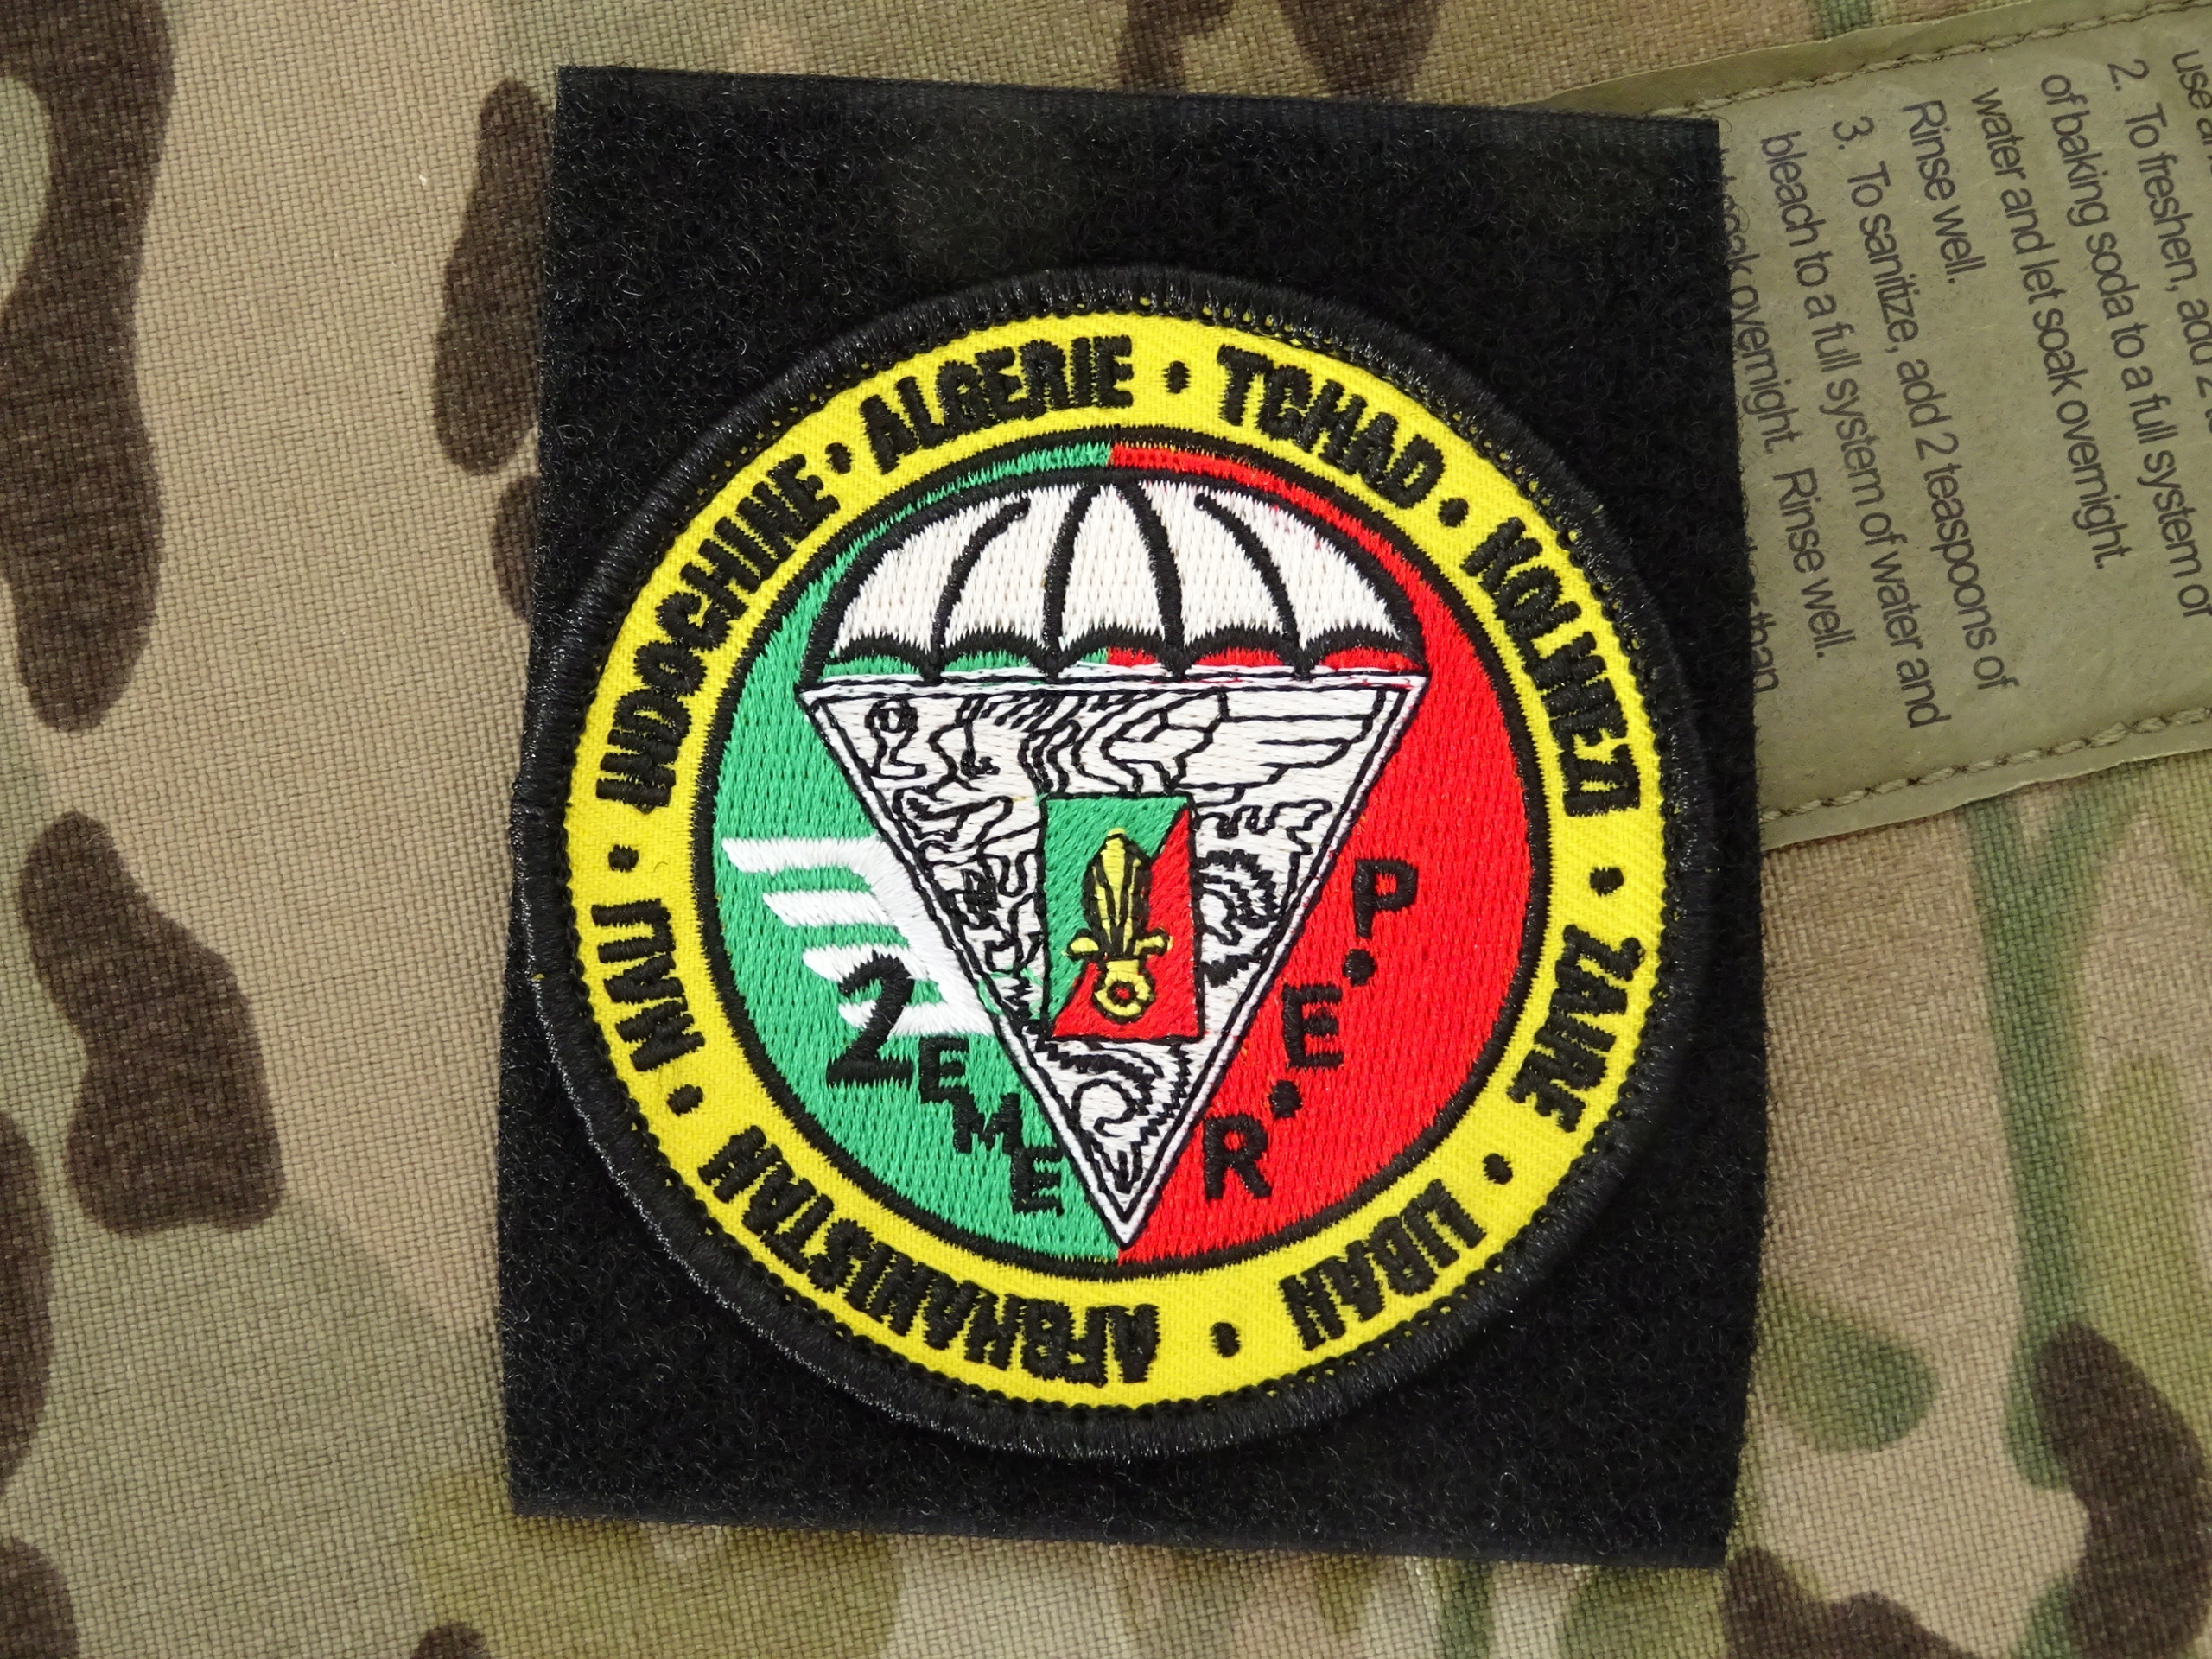 INDOCHINE • ALGERIE • TCHAD • KOLWEZI • ZAIRE • LIBAN • AFGHANISTAN • MALI •
2EME
R.E.P
2. To freshen, add 2
of baking soda to a full system of
water and let soak overnight.
Rinse well.
3. To sanitize, add 2 teaspoons of
bleach to a full system of water and
overnight. Rinse well.
than